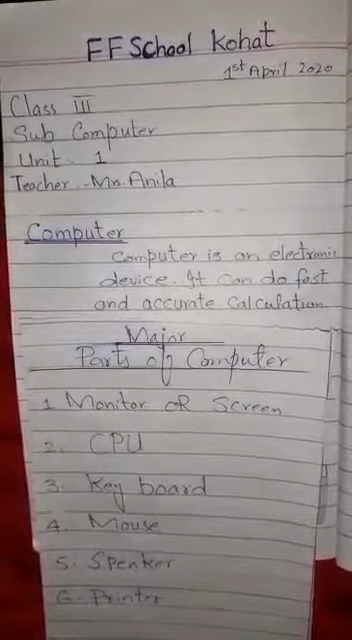 FF School Kohat
1st April 2020
Class III
Sub Computer
Unit 1
Teacher. Mrs. Anila
Computer
Computer is an electronic
device. It can do fast
and accurate calculation
Major
Parts of Computer
1 Monitor OR Screen
2. CPU
3. Key board
4. Mouse
5. Speaker
6- Printer